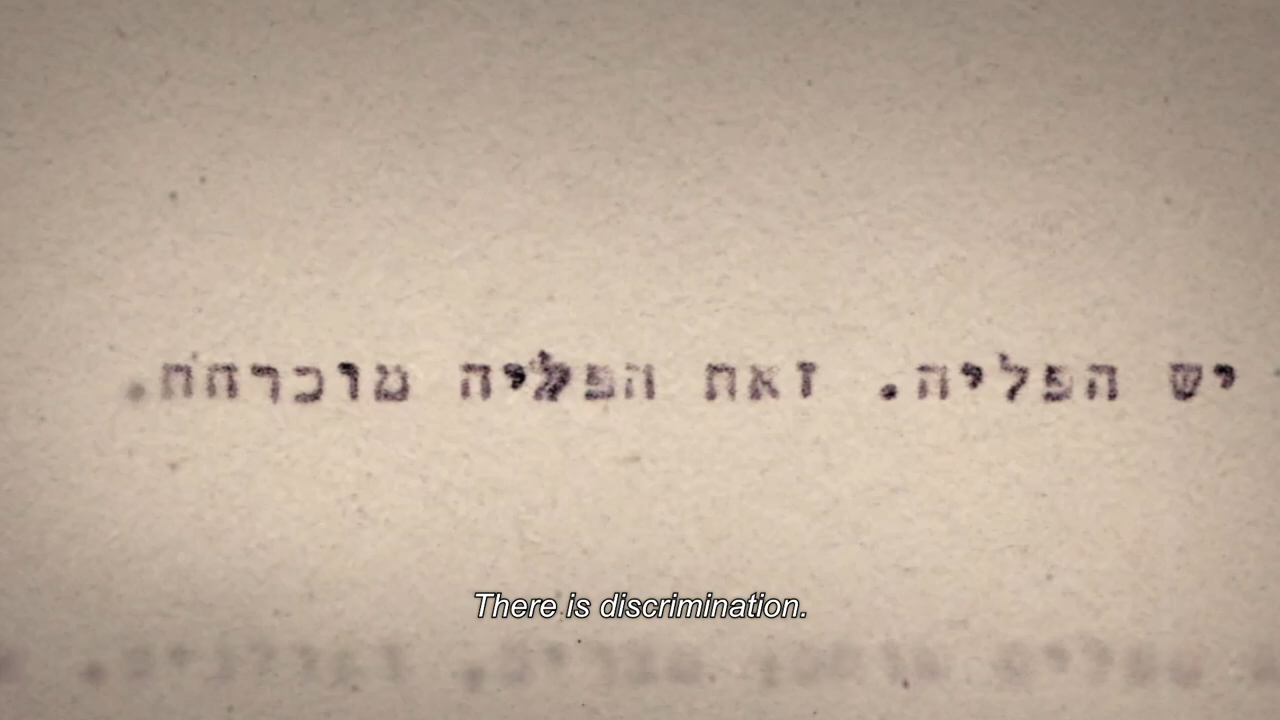 יש הפליה. זאת הפליה מוכרחת.
There is discrimination.